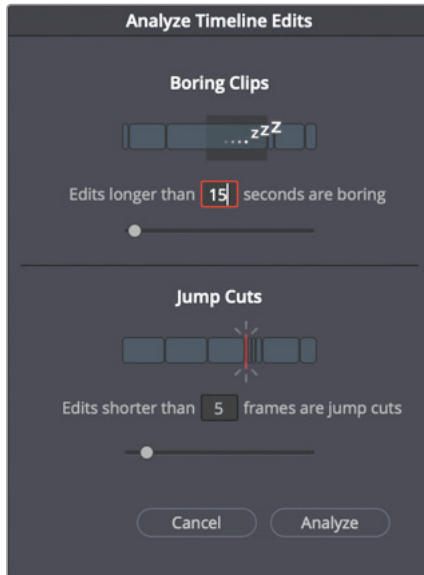 Analyze Timeline Edits
Boring Clips
....zzZ
Edits longer than 15 seconds are boring
Jump Cuts
Edits shorter than 5 frames are jump cuts
Cancel Analyze